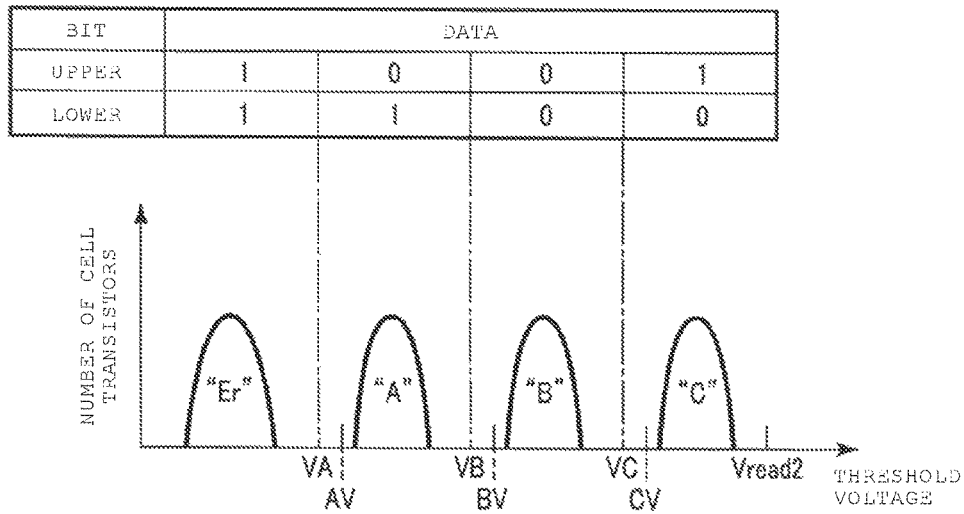 BIT DATA
UPPER 1 0 0 1
LOWER 1 1 0 0
NUMBER OF CELL
TRANSISTORS
"Er" "A" "B" "C"
VA VB VC Vread2
AV BV CV
THRESHOLD
VOLTAGE